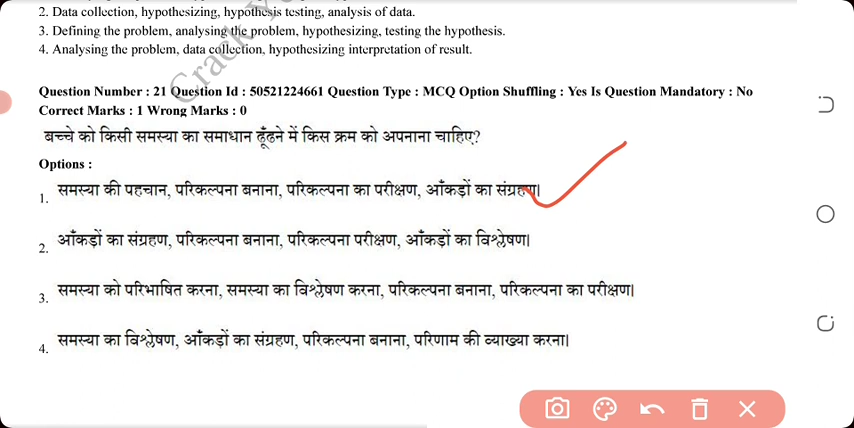 2. Data collection, hypothesizing, hypothesis testing, analysis of data.
3. Defining the problem, analysing the problem, hypothesizing, testing the hypothesis.
4. Analysing the problem, data collection, hypothesizing interpretation of result.
Question Number : 21 Question Id : 50521224661 Question Type : MCQ Option Shuffling : Yes Is Question Mandatory : No
Correct Marks : 1 Wrong Marks : 0
बच्चे को किसी समस्या का समाधान ढूँढने में किस क्रम को अपनाना चाहिए?
Options :
1. समस्या की पहचान, परिकल्पना बनाना, परिकल्पना का परीक्षण, आँकड़ों का संग्रहण।
2. आँकड़ों का संग्रहण, परिकल्पना बनाना, परिकल्पना परीक्षण, आँकड़ों का विश्लेषण।
3. समस्या को परिभाषित करना, समस्या का विश्लेषण करना, परिकल्पना बनाना, परिकल्पना का परीक्षण।
4. समस्या का विश्लेषण, आँकड़ों का संग्रहण, परिकल्पना बनाना, परिणाम की व्याख्या करना।